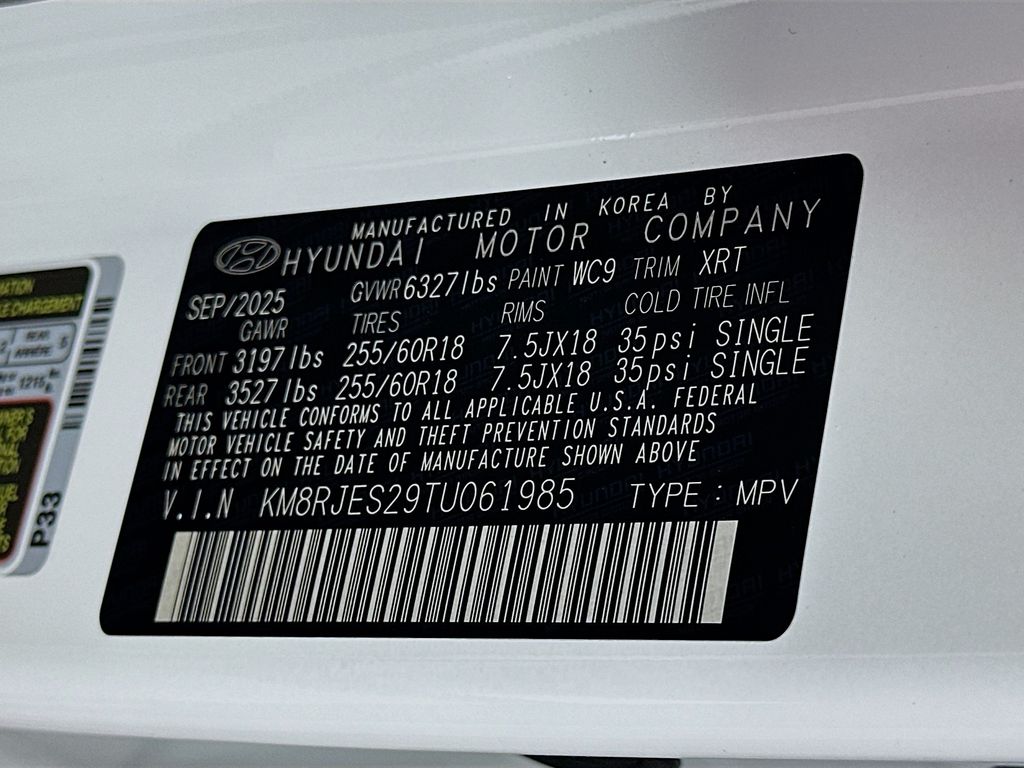 MANUFACTURED IN KOREA BY
HYUNDAI MOTOR COMPANY
SEP/2025 GVWR 6327lbs PAINT WC9 TRIM XRT
GAWR TIRES RIMS COLD TIRE INFL
FRONT 3197lbs 255/60R18 7.5JX18 35psi SINGLE
REAR 3527lbs 255/60R18 7.5JX18 35psi SINGLE
THIS VEHICLE CONFORMS TO ALL APPLICABLE U.S.A. FEDERAL
MOTOR VEHICLE SAFETY AND THEFT PREVENTION STANDARDS
IN EFFECT ON THE DATE OF MANUFACTURE SHOWN ABOVE
V.I.N KM8RJES29TU061985 TYPE : MPV
REAR
1215
P33